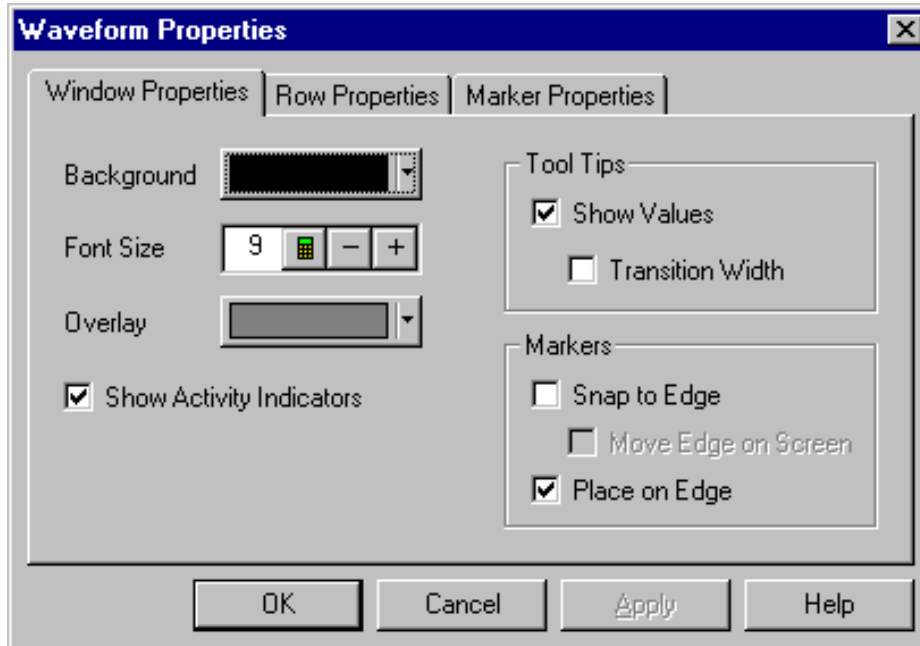 Waveform Properties
Window Properties
Row Properties
Marker Properties
Background
Font Size
9
Overlay
Show Activity Indicators
Tool Tips
Show Values
Transition Width
Markers
Snap to Edge
Move Edge on Screen
Place on Edge
OK
Cancel
Apply
Help